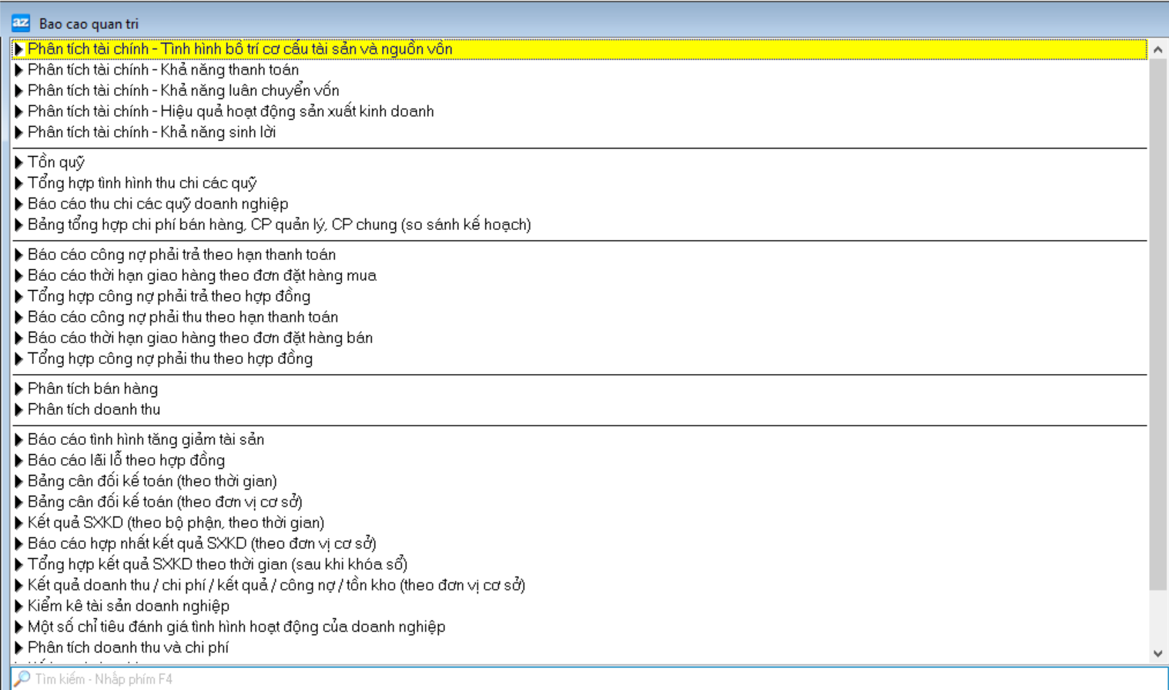 az Bao cao quan tri
Phân tích tài chính - Tình hình bố trí cơ cấu tài sản và nguồn vốn
Phân tích tài chính - Khả năng thanh toán
Phân tích tài chính - Khả năng luân chuyển vốn
Phân tích tài chính - Hiệu quả hoạt động sản xuất kinh doanh
Phân tích tài chính - Khả năng sinh lời
Tồn quỹ
Tổng hợp tình hình thu chi các quỹ
Báo cáo thu chi các quỹ doanh nghiệp
Bảng tổng hợp chi phí bán hàng, CP quản lý, CP chung (so sánh kế hoạch)
Báo cáo công nợ phải trả theo hạn thanh toán
Báo cáo thời hạn giao hàng theo đơn đặt hàng mua
Tổng hợp công nợ phải trả theo hợp đồng
Báo cáo công nợ phải thu theo hạn thanh toán
Báo cáo thời hạn giao hàng theo đơn đặt hàng bán
Tổng hợp công nợ phải thu theo hợp đồng
Phân tích bán hàng
Phân tích doanh thu
Báo cáo tình hình tăng giảm tài sản
Báo cáo lãi lỗ theo hợp đồng
Bảng cân đối kế toán (theo thời gian)
Bảng cân đối kế toán (theo đơn vị cơ sở)
Kết quả SXKD (theo bộ phận, theo thời gian)
Báo cáo hợp nhất kết quả SXKD (theo đơn vị cơ sở)
Tổng hợp kết quả SXKD theo thời gian (sau khi khóa sổ)
Kết quả doanh thu / chi phí / kết quả / công nợ / tồn kho (theo đơn vị cơ sở)
Kiểm kê tài sản doanh nghiệp
Một số chỉ tiêu đánh giá tình hình hoạt động của doanh nghiệp
Phân tích doanh thu và chi phí
Tìm kiếm - Nhập phím F4